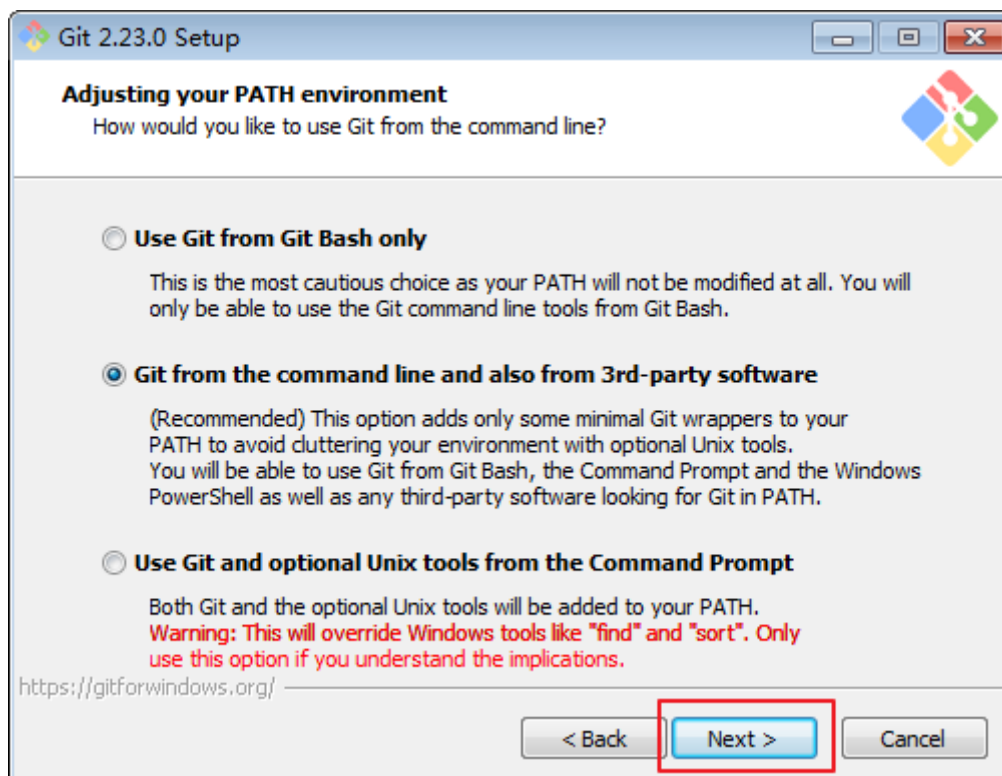 Git 2.23.0 Setup
Adjusting your PATH environment
How would you like to use Git from the command line?
Use Git from Git Bash only
This is the most cautious choice as your PATH will not be modified at all. You will
only be able to use the Git command line tools from Git Bash.
Git from the command line and also from 3rd-party software
(Recommended) This option adds only some minimal Git wrappers to your
PATH to avoid cluttering your environment with optional Unix tools.
You will be able to use Git from Git Bash, the Command Prompt and the Windows
PowerShell as well as any third-party software looking for Git in PATH.
Use Git and optional Unix tools from the Command Prompt
Both Git and the optional Unix tools will be added to your PATH.
Warning: This will override Windows tools like "find" and "sort". Only
use this option if you understand the implications.
https://gitforwindows.org/
< Back
Next >
Cancel